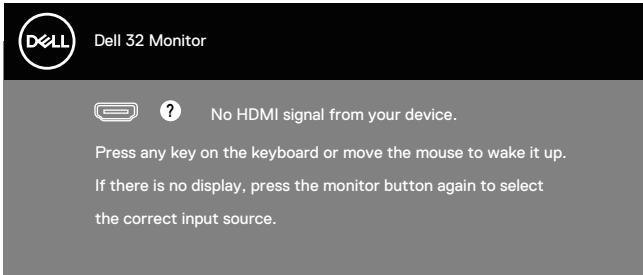 DELL
Dell 32 Monitor
? No HDMI signal from your device.
Press any key on the keyboard or move the mouse to wake it up.
If there is no display, press the monitor button again to select
the correct input source.